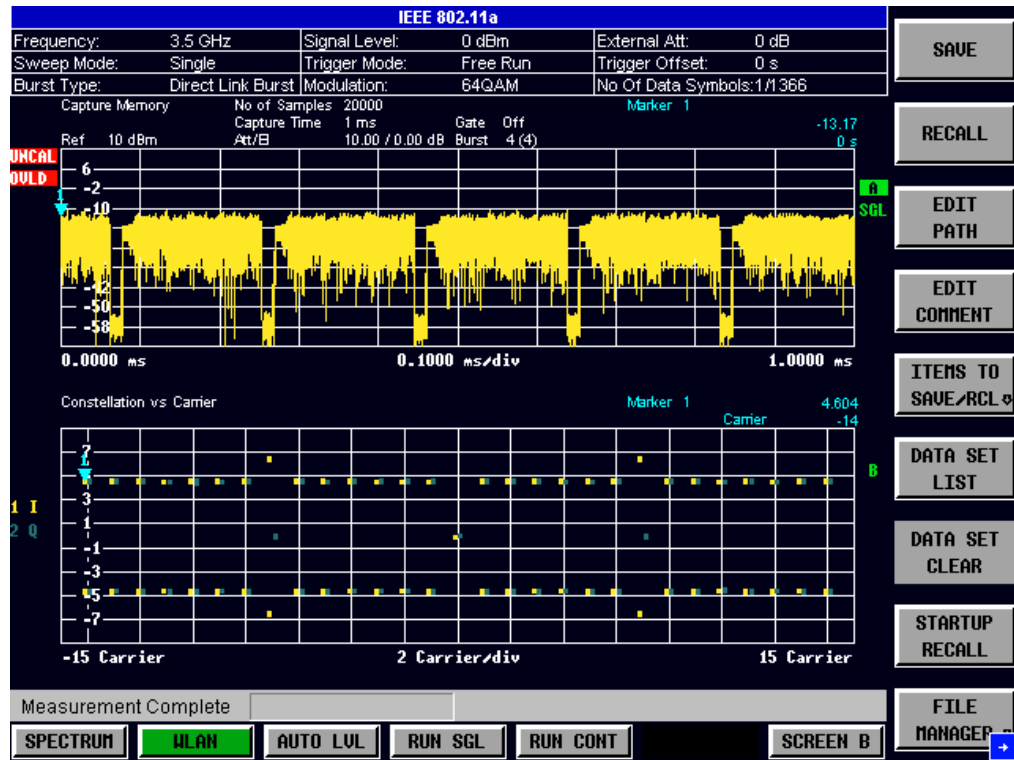 IEEE 802.11a
Frequency: 3.5 GHz Signal Level: 0 dBm External Att: 0 dB
Sweep Mode: Single Trigger Mode: Free Run Trigger Offset: 0 s
Burst Type: Direct Link Burst Modulation: 64QAM No Of Data Symbols: 1/1366
Capture Memory No of Samples 20000 Marker 1
Capture Time 1 ms Gate Off -13.17
Ref 10 dBm Att/El 10.00 / 0.00 dB Burst 4 (4) 0 s
UNCAL
OVLD
6
-2
1
-10
-42
-50
-58
A
SGL
0.0000 ms 0.1000 ms/div 1.0000 ms
Constellation vs Carrier Marker 1 4.604
Carrier -14
7
1
3
1
-1
-3
-5
-7
1 I
2 Q
B
-15 Carrier 2 Carrier/div 15 Carrier
Measurement Complete
SPECTRUM WLAN AUTO LVL RUN SGL RUN CONT SCREEN B
SAVE
RECALL
EDIT
PATH
EDIT
COMMENT
ITEMS TO
SAVE/RCL
DATA SET
LIST
DATA SET
CLEAR
STARTUP
RECALL
FILE
MANAGER